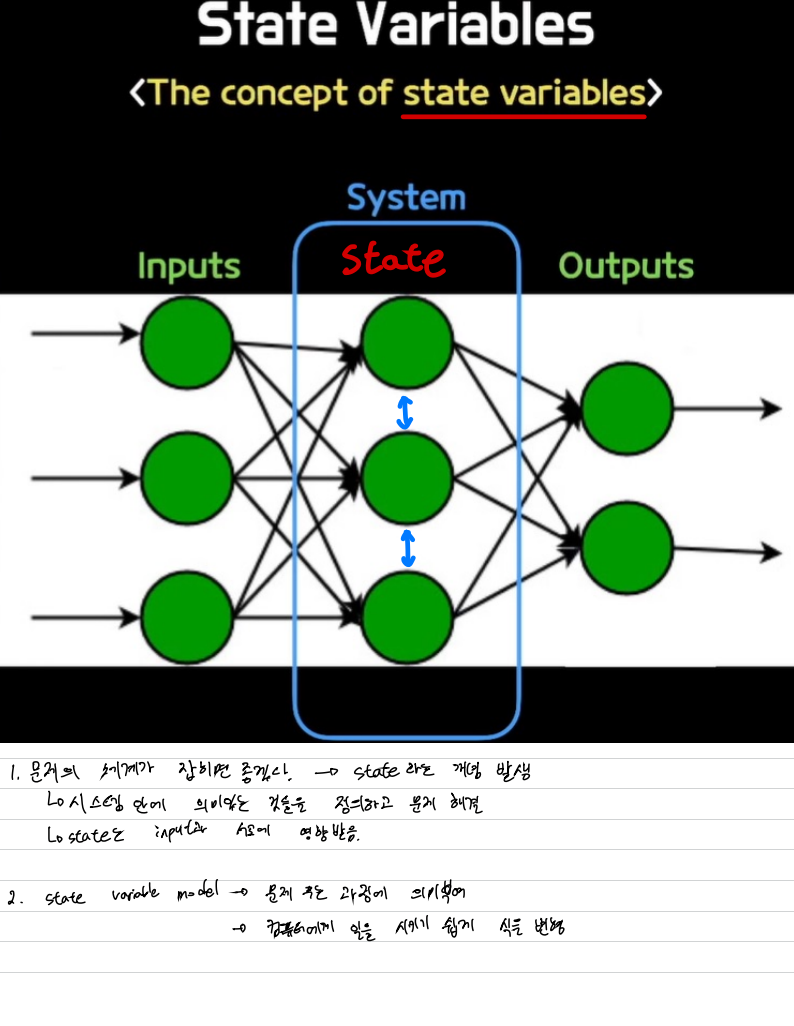 State Variables
<The concept of state variables>
System
Inputs
State
Outputs
1. 문제의 체계가 잡히면 좋겠다. → state 라는 개념 발생
시스템 안에 의미있는 것들을 정의하고 문제 해결
state는 input과 서로에 영향받음.
2. state variable model → 문제 푸는 과정에 의미부여
→ 컴퓨터에게 일을 시키기 쉽게 식을 변형